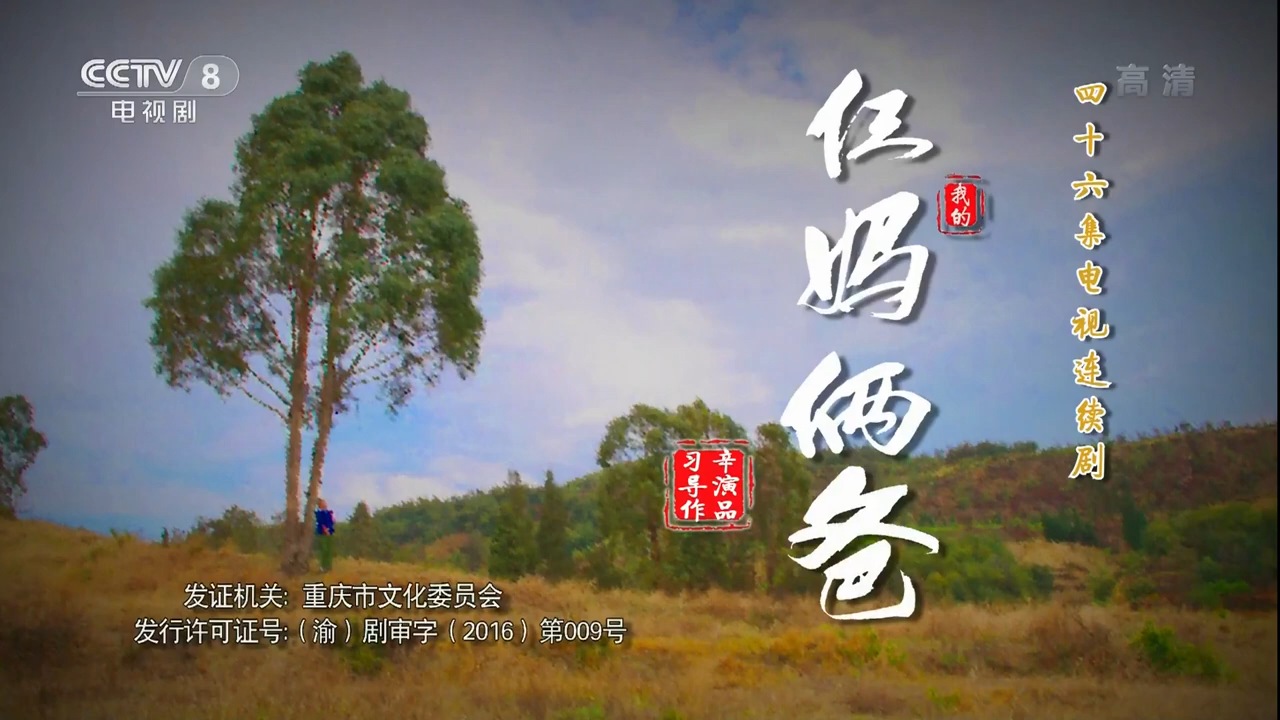 CCTV 8
电视剧
高清
四十六集电视连续剧
我的
仨妈俩爸
习辛
导演
作品
发证机关: 重庆市文化委员会
发行许可证号:（渝）剧审字（2016）第009号